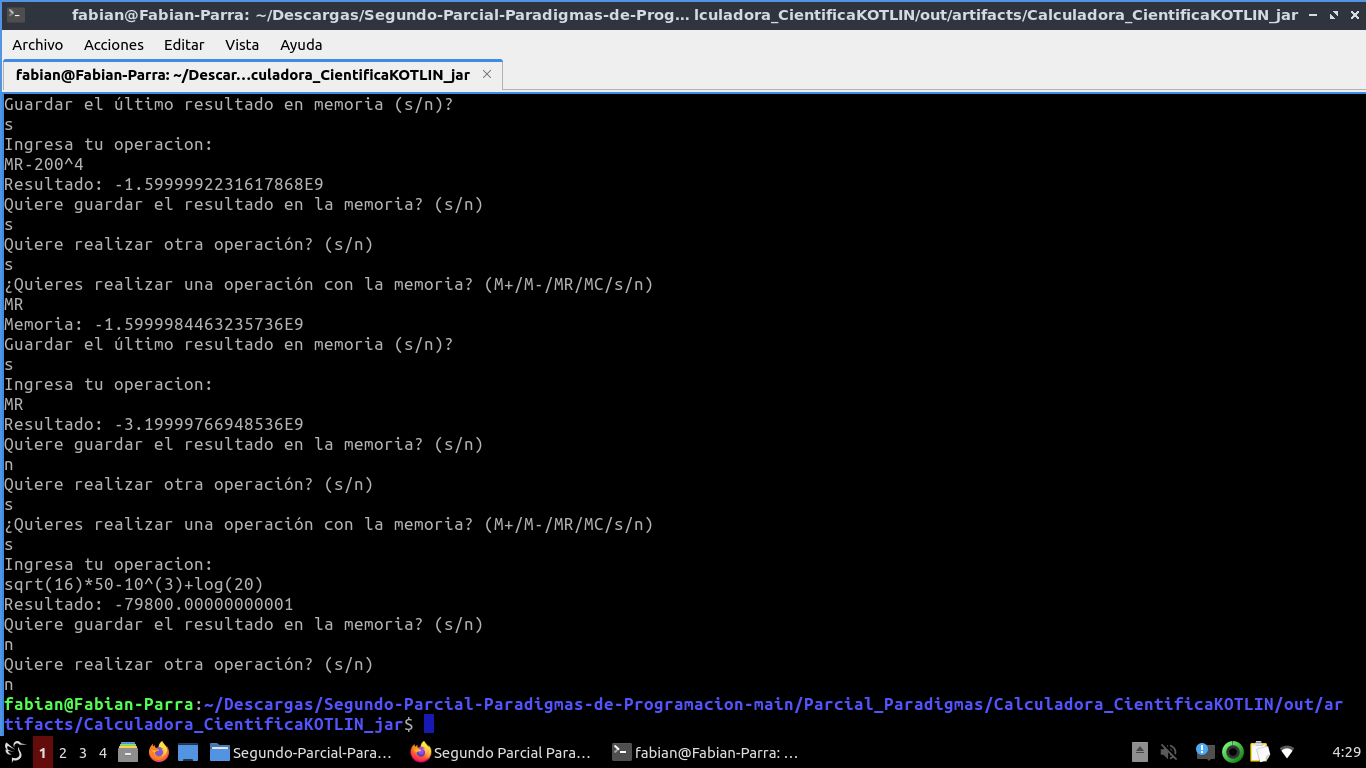 fabian@Fabian-Parra: ~/Descargas/Segundo-Parcial-Paradigmas-de-Prog... lculadora_CientificaKOTLIN/out/artifacts/Calculadora_CientificaKOTLIN_jar
Archivo Acciones Editar Vista Ayuda
fabian@Fabian-Parra: ~/Descar...culadora_CientificaKOTLIN_jar
Guardar el último resultado en memoria (s/n)?
s
Ingresa tu operacion:
MR-200^4
Resultado: -1.5999992231617868E9
Quiere guardar el resultado en la memoria? (s/n)
s
Quiere realizar otra operación? (s/n)
s
¿Quieres realizar una operación con la memoria? (M+/M-/MR/MC/s/n)
MR
Memoria: -1.5999984463235736E9
Guardar el último resultado en memoria (s/n)?
s
Ingresa tu operacion:
MR
Resultado: -3.19999766948536E9
Quiere guardar el resultado en la memoria? (s/n)
n
Quiere realizar otra operación? (s/n)
s
¿Quieres realizar una operación con la memoria? (M+/M-/MR/MC/s/n)
s
Ingresa tu operacion:
sqrt(16)*50-10^(3)+log(20)
Resultado: -79800.00000000001
Quiere guardar el resultado en la memoria? (s/n)
n
Quiere realizar otra operación? (s/n)
n
fabian@Fabian-Parra:~/Descargas/Segundo-Parcial-Paradigmas-de-Programacion-main/Parcial_Paradigmas/Calculadora_CientificaKOTLIN/out/ar
tifacts/Calculadora_CientificaKOTLIN_jar$
1 2 3 4 Segundo-Parcial-Para... Segundo Parcial Para... fabian@Fabian-Parra: ~... 4:29